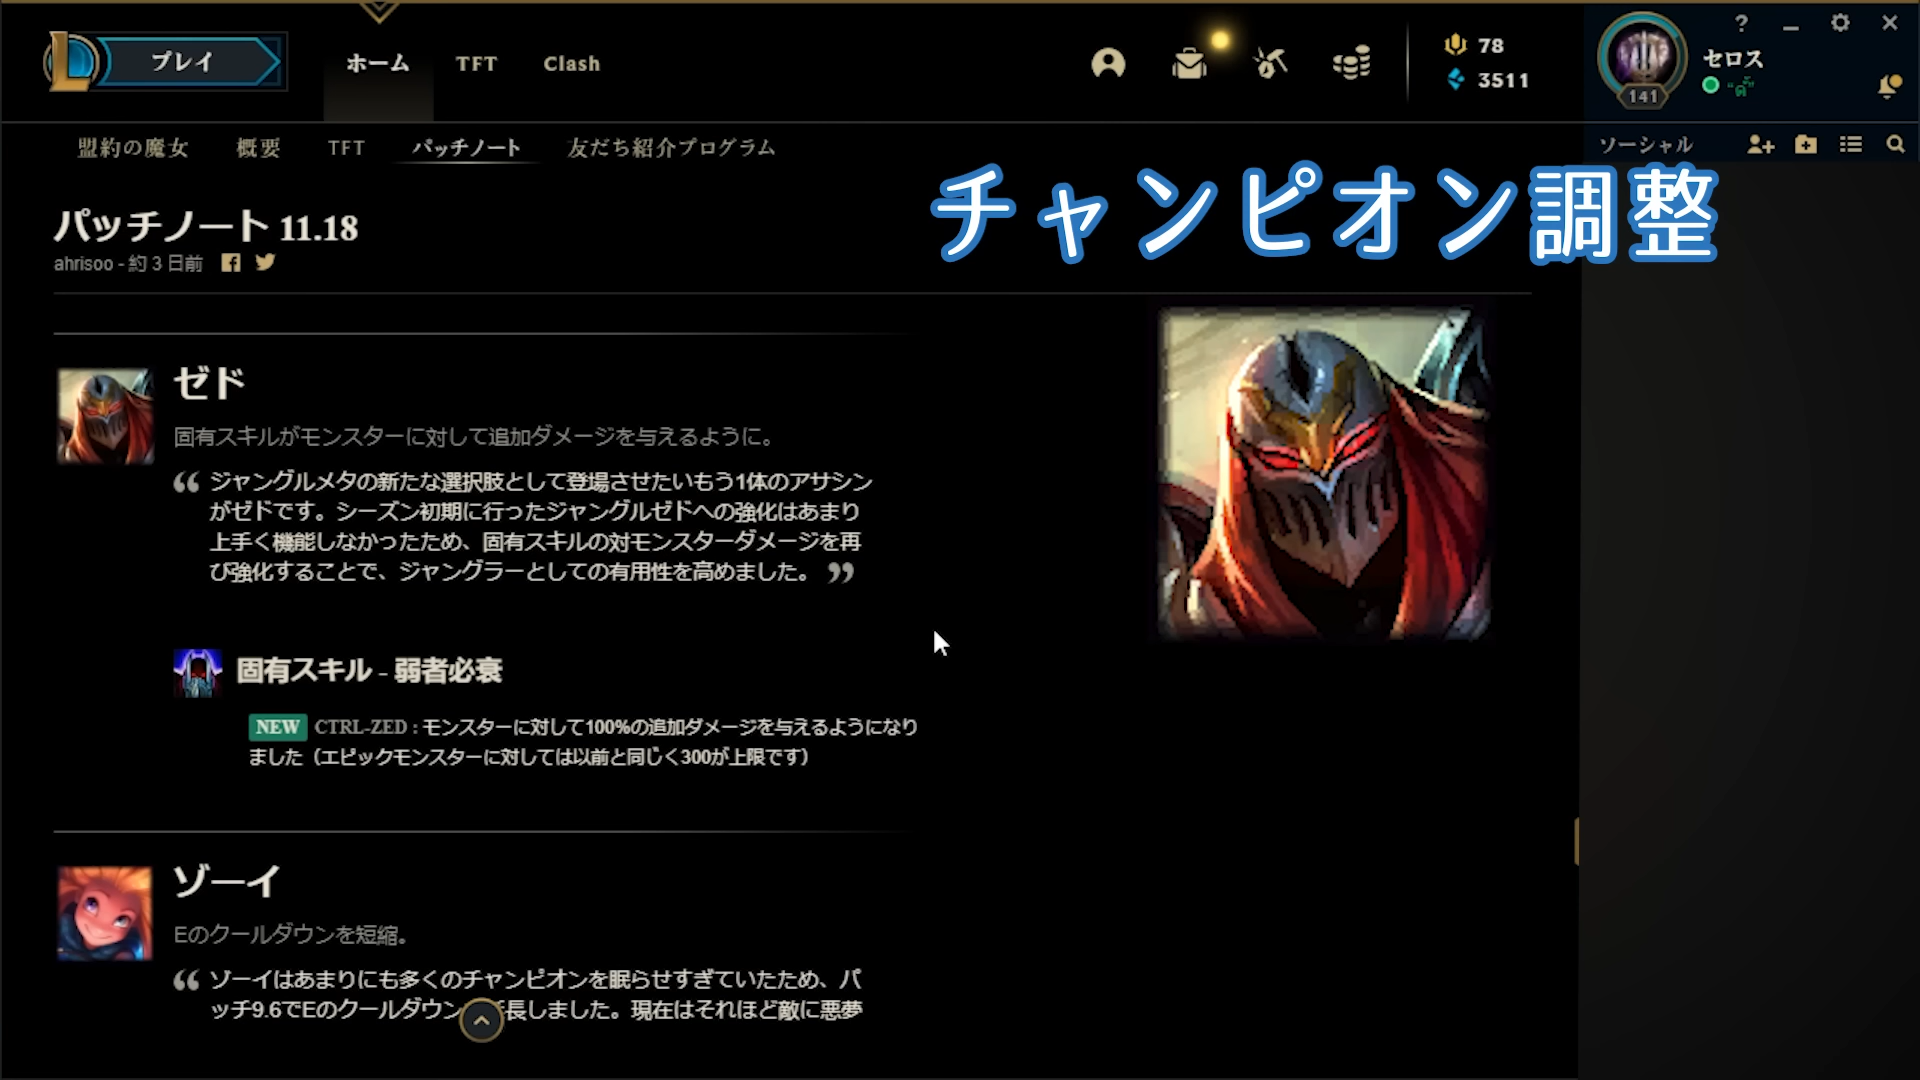 プレイ
ホーム
TFT
Clash
78
3511
?
セロス
141
ソーシャル
盟約の魔女
概要
TFT
パッチノート
友だち紹介プログラム
チャンピオン調整
パッチノート 11.18
ahrisoo - 約 3 日前
ゼド
固有スキルがモンスターに対して追加ダメージを与えるように。
“ ジャングルメタの新たな選択肢として登場させたいもう1体のアサシン
がゼドです。シーズン初期に行ったジャングルゼドへの強化はあまり
上手く機能しなかったため、固有スキルの対モンスターダメージを再
び強化することで、ジャングラーとしての有用性を高めました。 ”
固有スキル - 弱者必衰
NEW CTRL-ZED : モンスターに対して100%の追加ダメージを与えるようになり
ました（エピックモンスターに対しては以前と同じく300が上限です）
ゾーイ
Eのクールダウンを短縮。
“ ゾーイはあまりにも多くのチャンピオンを眠らせすぎていたため、パ
ッチ9.6でEのクールダウン 長しました。現在はそれほど敵に悪夢